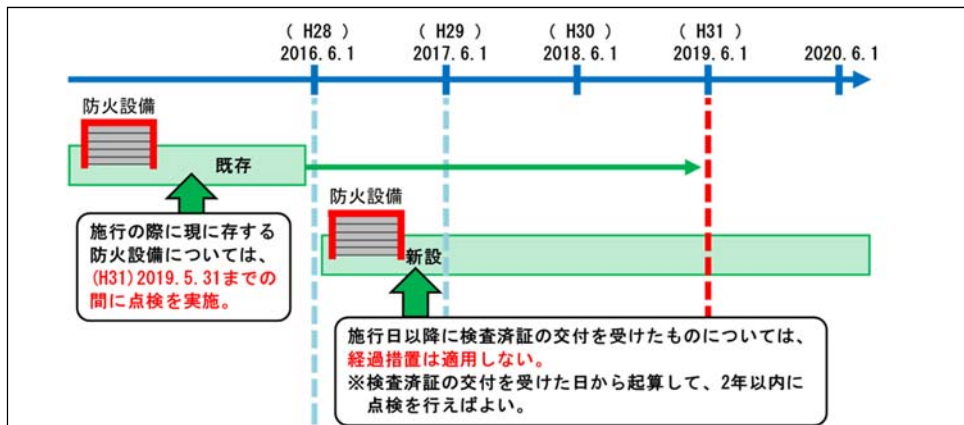 ( H28 )
( H29 )
( H30 )
( H31 )
2016.6.1
2017.6.1
2018.6.1
2019.6.1
2020.6.1
防火設備
既存
施行の際に現に存する
防火設備については、
(H31)2019.5.31までの
間に点検を実施。
防火設備
新設
施行日以降に検査済証の交付を受けたものについては、
経過措置は適用しない。
※検査済証の交付を受けた日から起算して、2年以内に
点検を行えばよい。